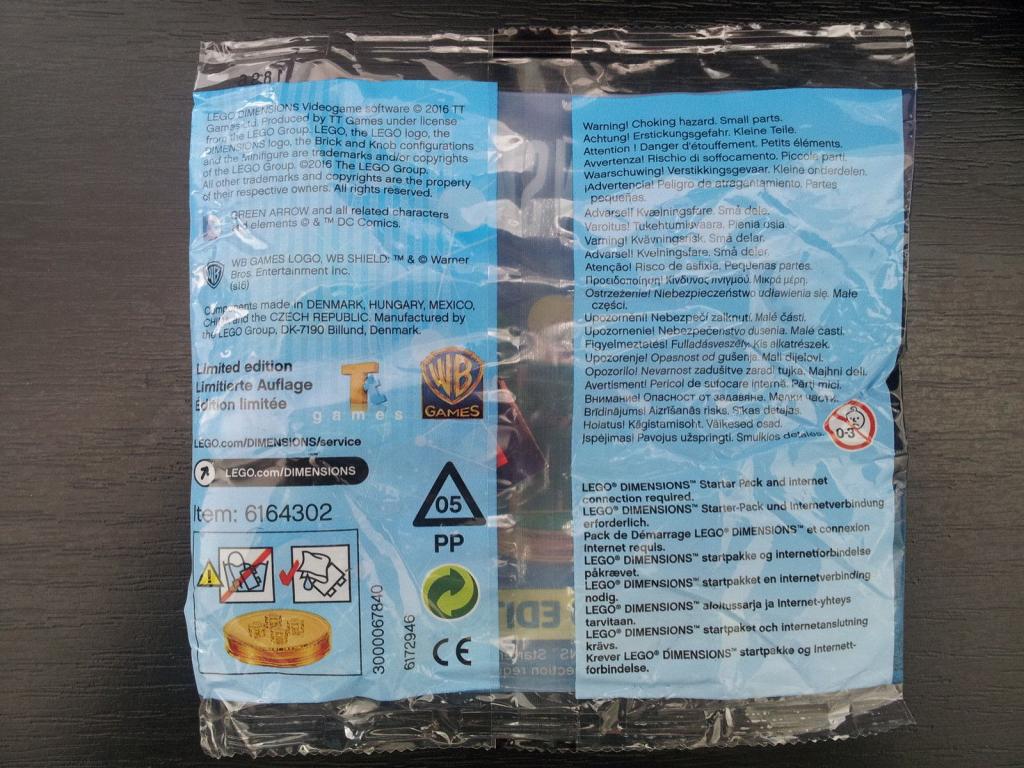 LEGO DIMENSIONS Videogame software © 2016 TT
Games Ltd. Produced by TT Games under license
from the LEGO Group. LEGO, the LEGO logo, the
DIMENSIONS logo, the Brick and Knob configurations
and the Minifigure are trademarks and/or copyrights
of the LEGO Group. ©2016 The LEGO Group.
All other trademarks and copyrights are the property
of their respective owners. All rights reserved.
GREEN ARROW and all related characters
and elements © & ™ DC Comics.
WB GAMES LOGO, WB SHIELD: ™ & © Warner
Bros. Entertainment Inc.
(s16)
Components made in DENMARK, HUNGARY, MEXICO,
CHINA and the CZECH REPUBLIC. Manufactured by
the LEGO Group, DK-7190 Billund, Denmark.
Limited edition
Limitierte Auflage
Édition limitée
games
WB
GAMES
LEGO.com/DIMENSIONS/service
LEGO.com/DIMENSIONS
Item: 6164302
05
PP
3000067840
6172946
CE
Warning! Choking hazard. Small parts.
Achtung! Erstickungsgefahr. Kleine Teile.
Attention ! Danger d'étouffement. Petits éléments.
Avvertenza! Rischio di soffocamento. Piccole parti.
Waarschuwing! Verstikkingsgevaar. Kleine onderdelen.
¡Advertencia! Peligro de atragantamiento. Partes
pequeñas.
Advarsel! Kvælningsfare. Små dele.
Varoitus! Tukehtumisvaara. Pieniä osia.
Varning! Kvävningsrisk. Små delar.
Advarsel! Kvelningsfare. Små deler.
Atenção! Risco de asfixia. Pequenas partes.
Προειδοποίηση! Κίνδυνος πνιγμού. Μικρά μέρη.
Ostrzeżenie! Niebezpieczeństwo udławienia się. Małe
części.
Upozornění! Nebezpečí zalknutí. Malé části.
Upozornenie! Nebezpečenstvo dusenia. Malé časti.
Figyelmeztetés! Fulladásveszély. Kis alkatrészek.
Upozorenje! Opasnost od gušenja. Mali dijelovi.
Opozorilo! Nevarnost zadušitve zaradi tujka. Majhni deli.
Avertisment! Pericol de sufocare internă. Părți mici.
Внимание! Опасност от задавяне. Малки части.
Brīdinājums! Aizrīšanās risks. Sīkas detaļas.
Hoiatus! Kägistamisoht. Väikesed osad.
Įspėjimas! Pavojus užspringti. Smulkios detalės.
0-3
LEGO® DIMENSIONS™ Starter Pack and internet
connection required.
LEGO® DIMENSIONS™ Starter-Pack und Internetverbindung
erforderlich.
Pack de Démarrage LEGO® DIMENSIONS™ et connexion
Internet requis.
LEGO® DIMENSIONS™ startpakke og internetforbindelse
påkrævet.
LEGO® DIMENSIONS™ startpakket en internetverbinding
nodig.
LEGO® DIMENSIONS™ aloitussarja ja Internet-yhteys
tarvitaan.
LEGO® DIMENSIONS™ startpaket och internetanslutning
krävs.
Krever LEGO® DIMENSIONS™ startpakke og Internett-
forbindelse.